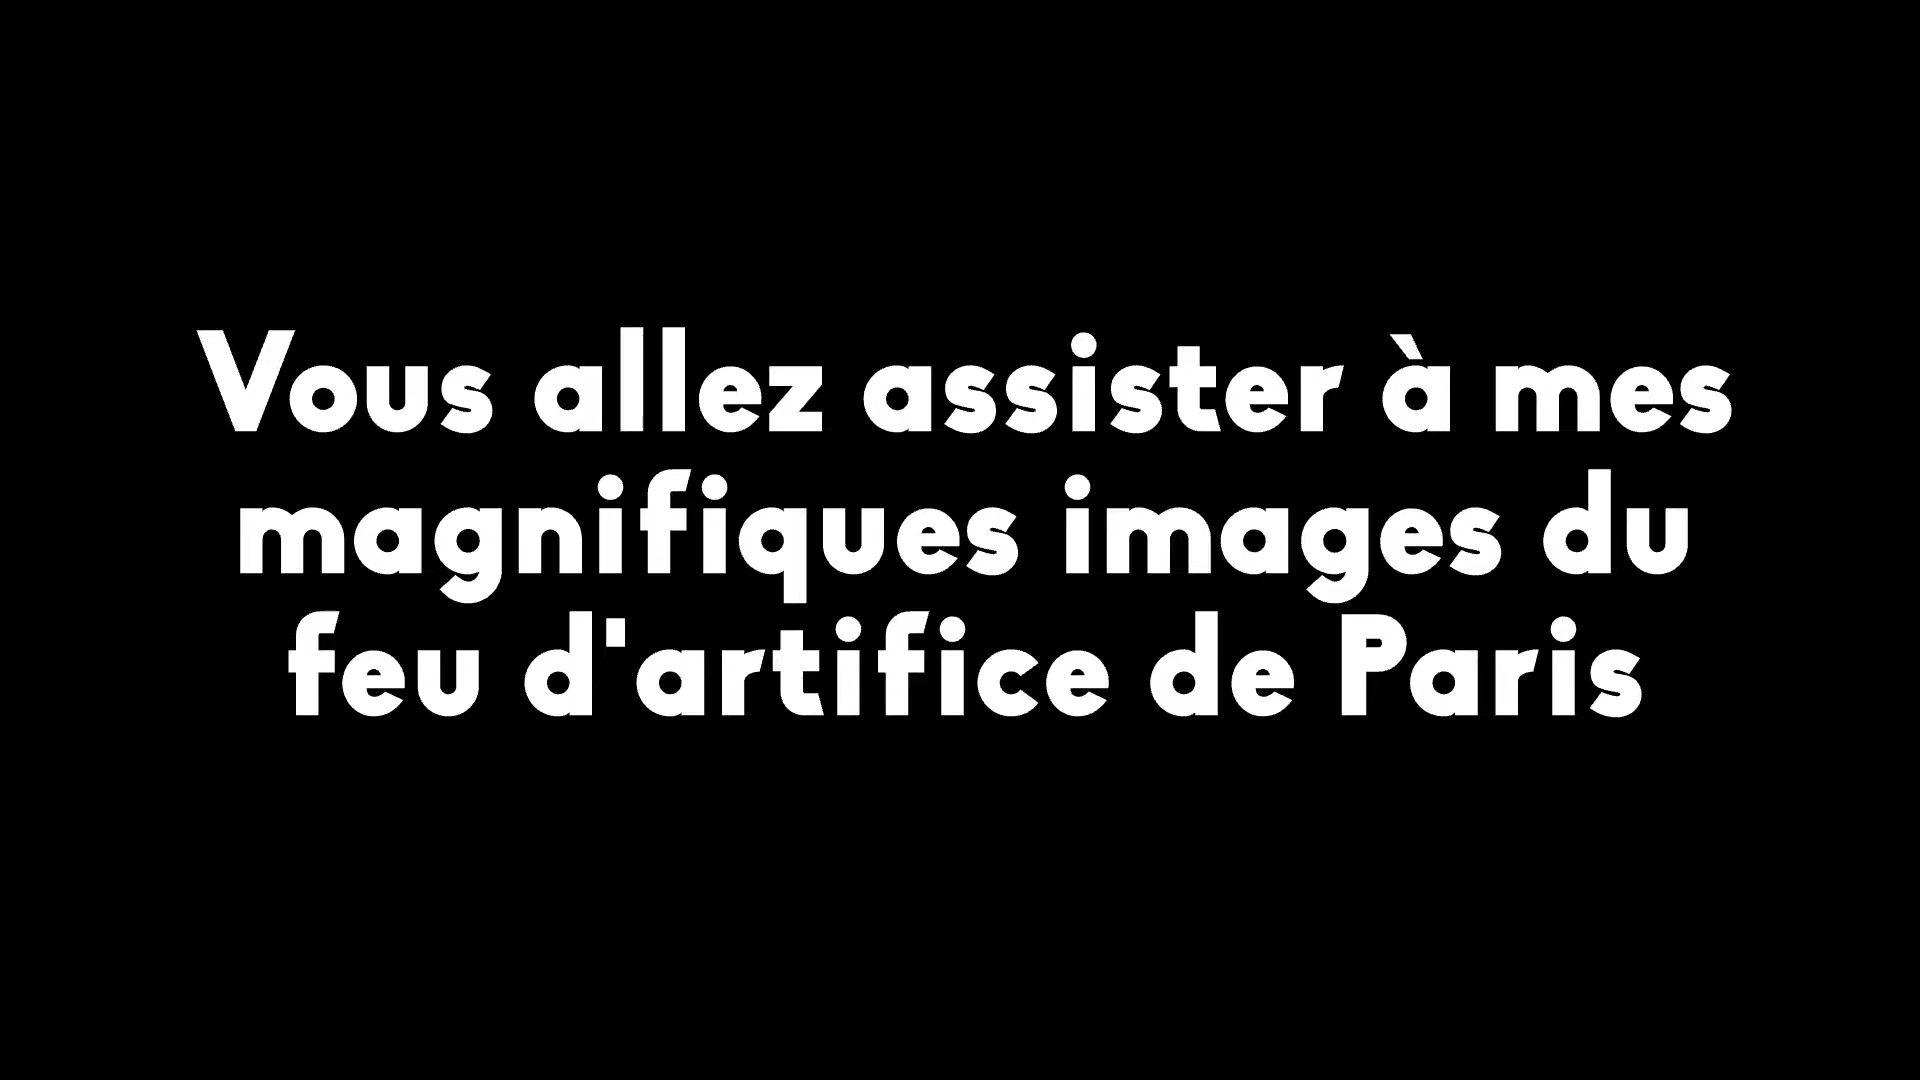 Vous allez assister à mes
magnifiques images du
feu d'artifice de Paris